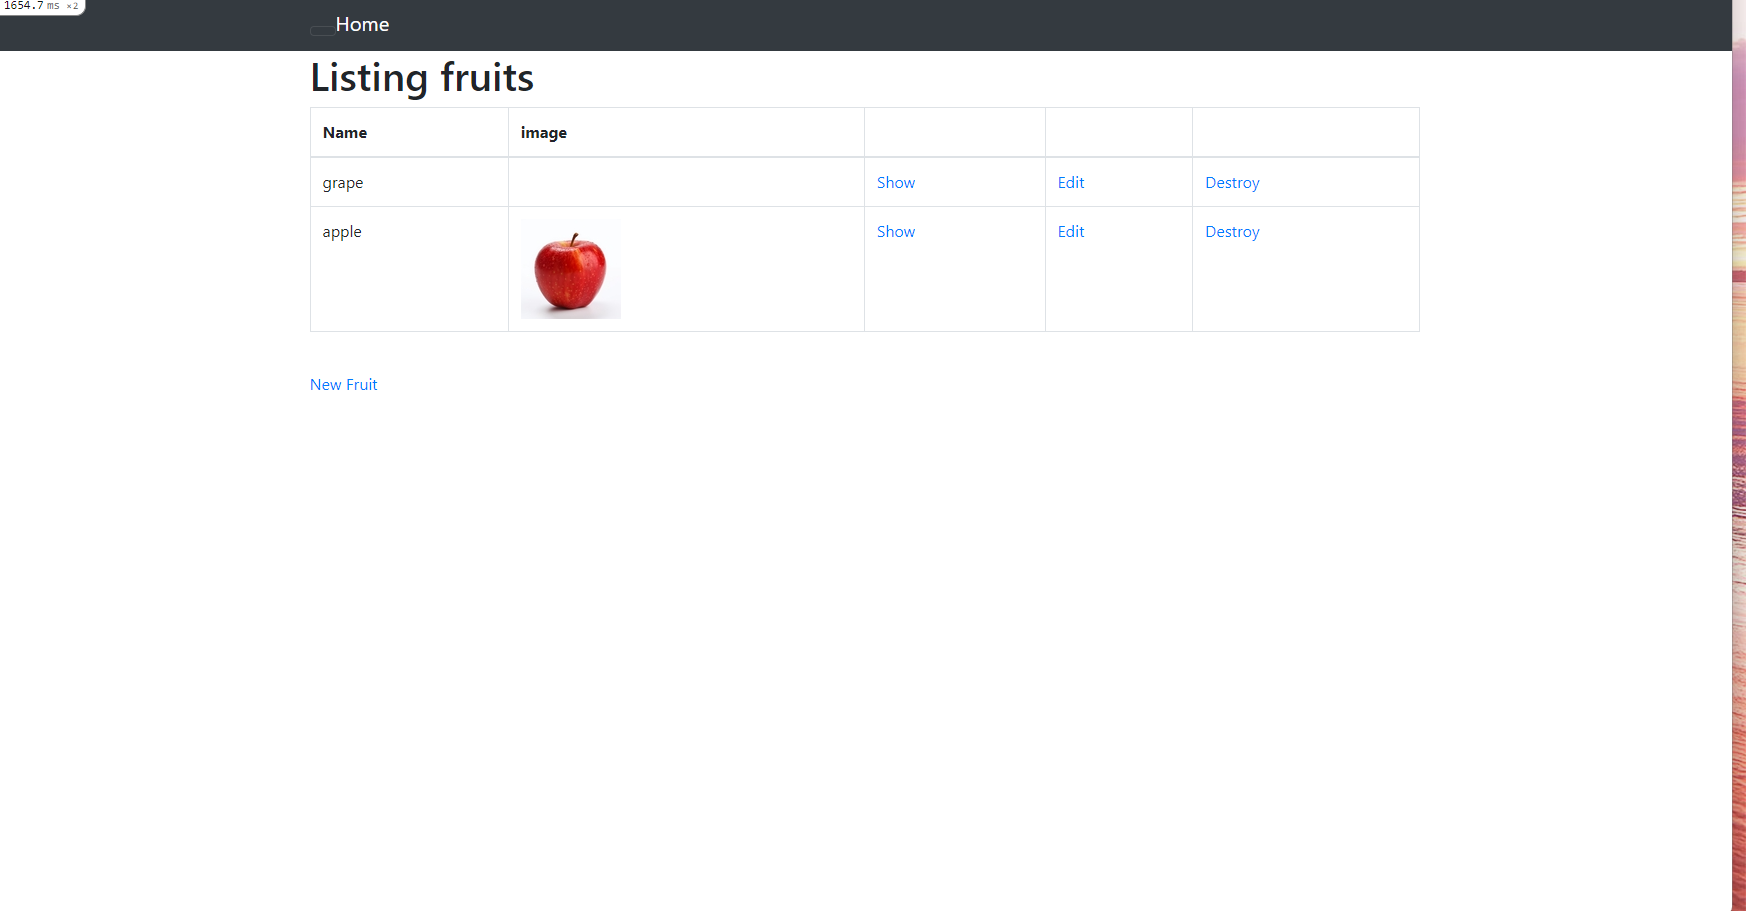 1654.7 ms ×2
Home
Listing fruits
Name image
grape Show Edit Destroy
apple Show Edit Destroy
New Fruit